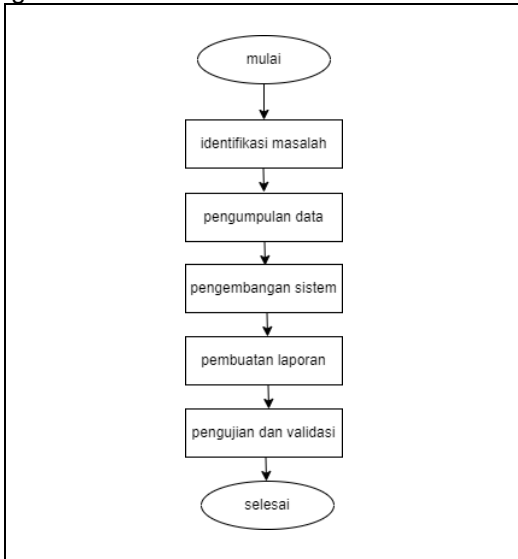 mulai
identifikasi masalah
pengumpulan data
pengembangan sistem
pembuatan laporan
pengujian dan validasi
selesai